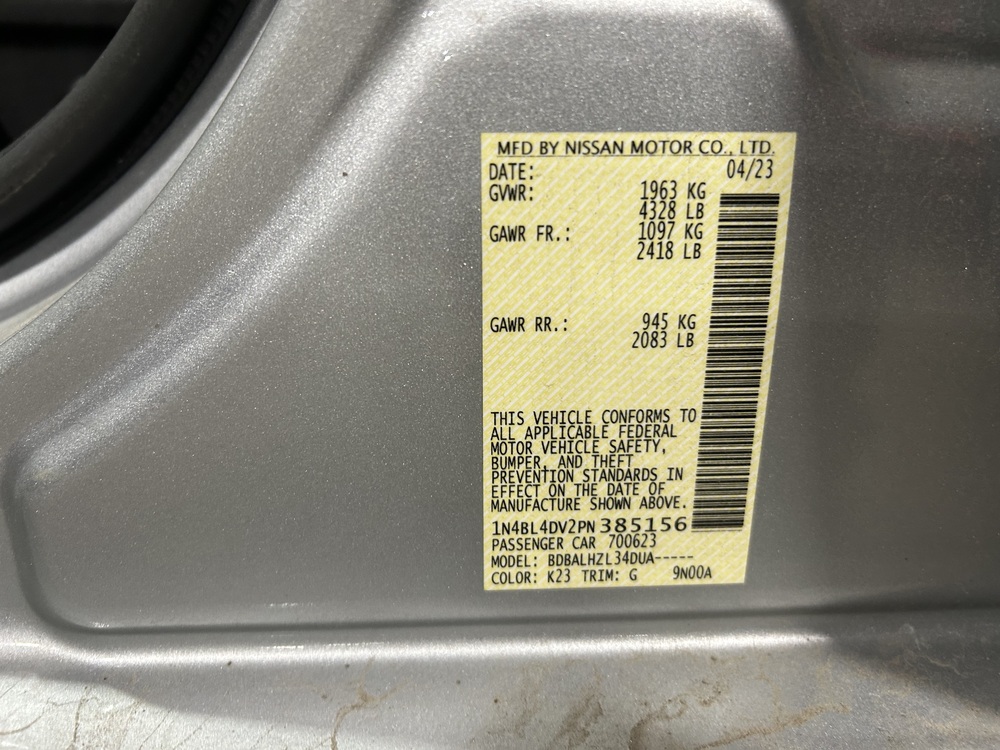 MFD BY NISSAN MOTOR CO., LTD.
DATE: 04/23
GVWR: 1963 KG
4328 LB
GAWR FR.: 1097 KG
2418 LB
GAWR RR.: 945 KG
2083 LB
THIS VEHICLE CONFORMS TO
ALL APPLICABLE FEDERAL
MOTOR VEHICLE SAFETY,
BUMPER, AND THEFT
PREVENTION STANDARDS IN
EFFECT ON THE DATE OF
MANUFACTURE SHOWN ABOVE.
1N4BL4DV2PN385156
PASSENGER CAR 700623
MODEL: BDBALHZL34DUA-----
COLOR: K23 TRIM: G 9N00A